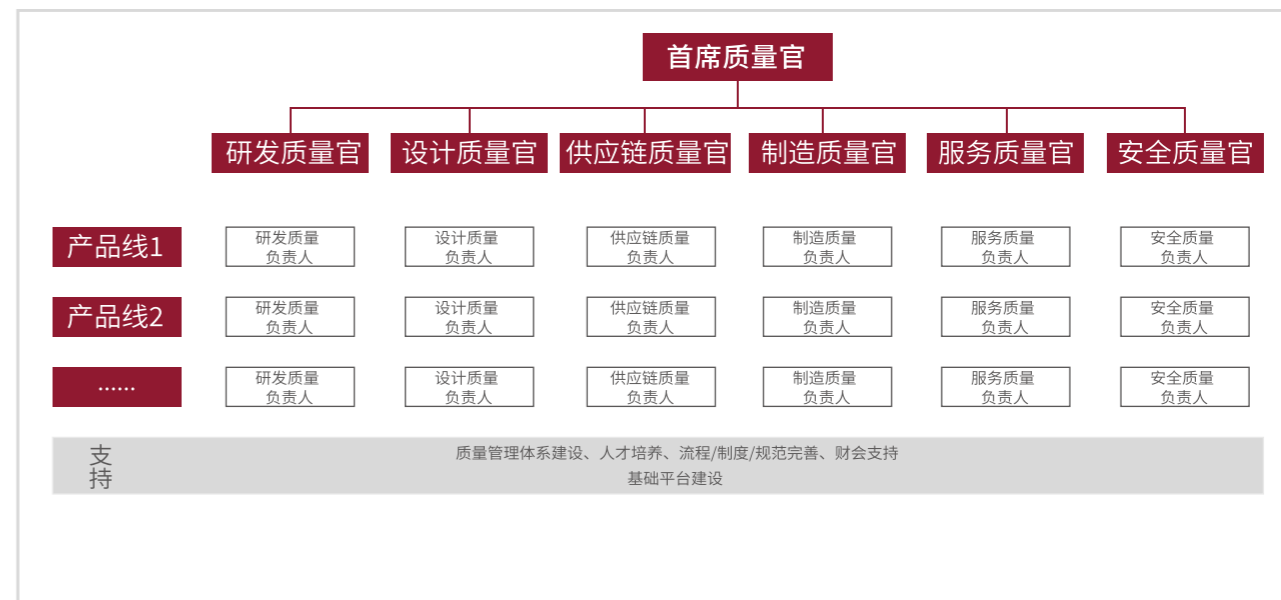 首席质量官
研发质量官 设计质量官 供应链质量官 制造质量官 服务质量官 安全质量官
产品线1
研发质量 设计质量 供应链质量 制造质量 服务质量 安全质量
负责人 负责人 负责人 负责人 负责人 负责人
产品线2
研发质量 设计质量 供应链质量 制造质量 服务质量 安全质量
负责人 负责人 负责人 负责人 负责人 负责人
······
研发质量 设计质量 供应链质量 制造质量 服务质量 安全质量
负责人 负责人 负责人 负责人 负责人 负责人
支持
质量管理体系建设、人才培养、流程/制度/规范完善、财会支持
基础平台建设